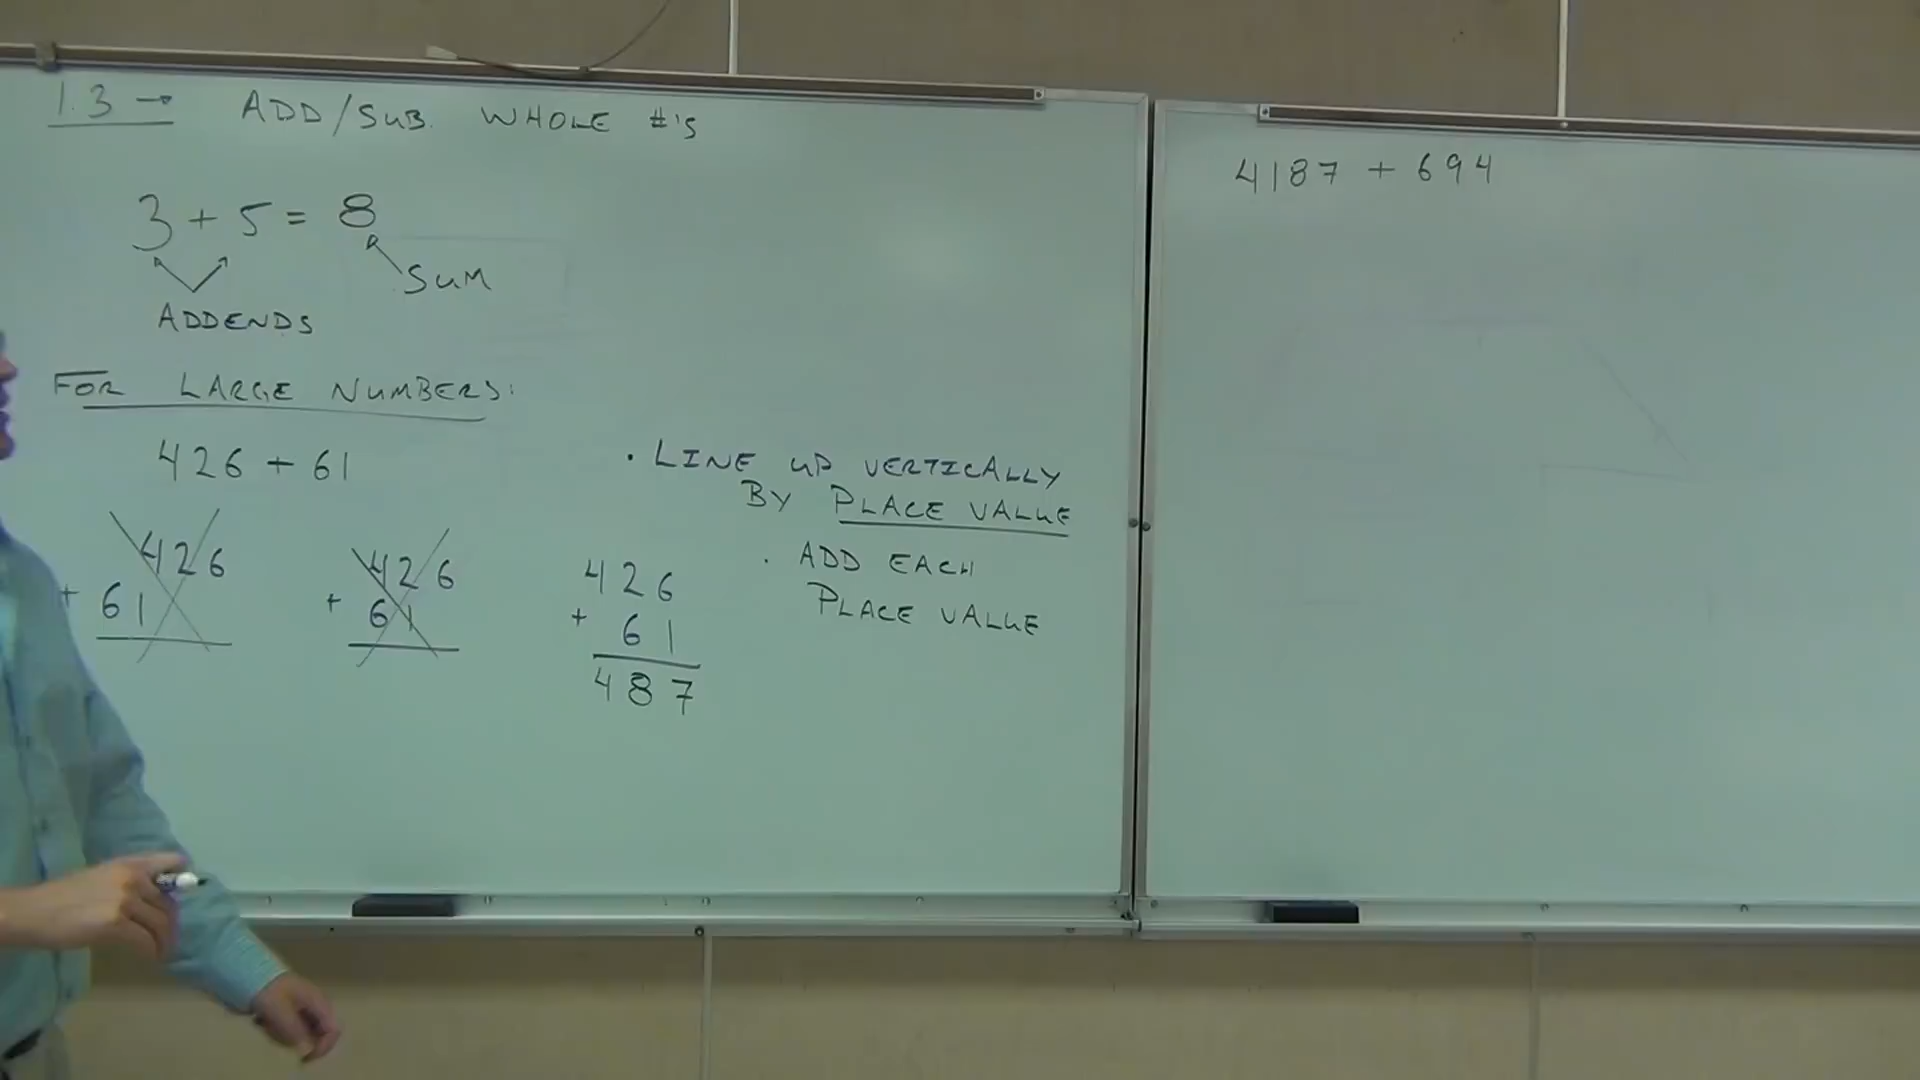 1.3 → ADD/SUB. WHOLE #'S
3 + 5 = 8
SUM
ADDENDS
FOR LARGE NUMBERS:
426 + 61
426
+ 61
426
+ 61
426
+ 61
487
• LINE UP VERTICALLY
BY PLACE VALUE
• ADD EACH
PLACE VALUE
4187 + 694